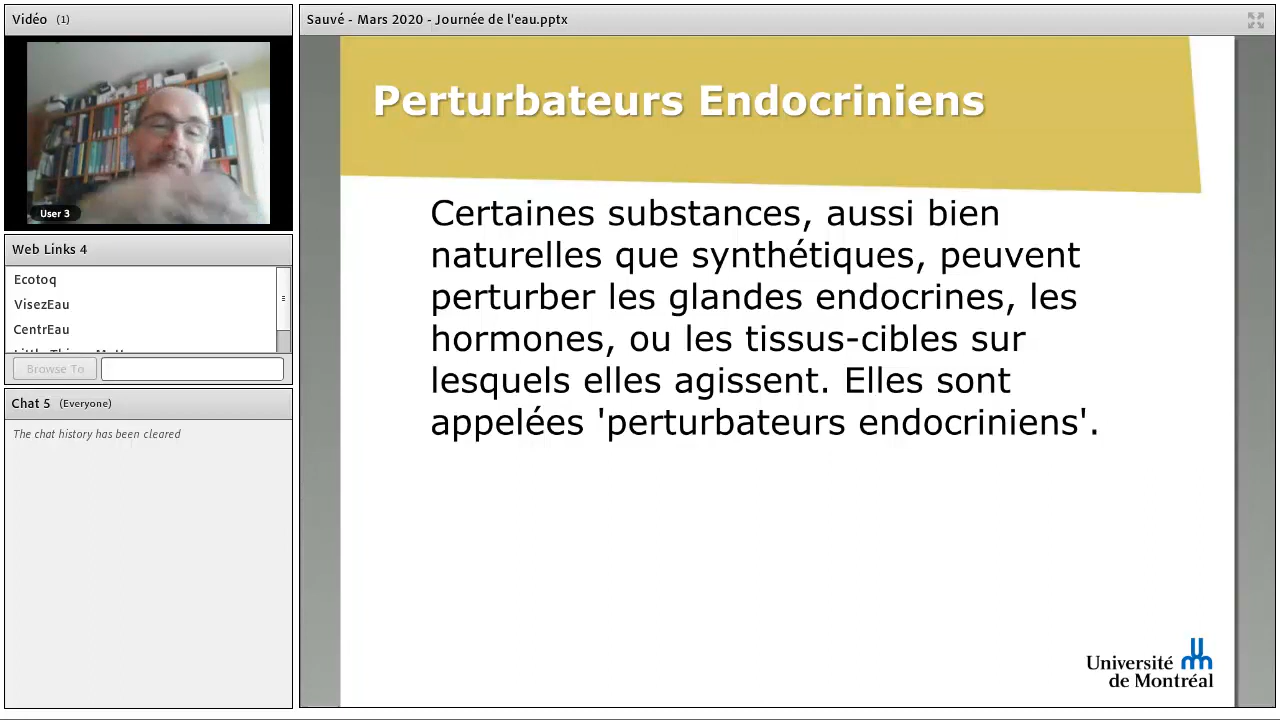 Vidéo (1)
User 3
Web Links 4
Ecotoq
VisezEau
CentrEau
Browse To
Chat 5 (Everyone)
The chat history has been cleared
Sauvé - Mars 2020 - Journée de l'eau.pptx
Perturbateurs Endocriniens
Certaines substances, aussi bien
naturelles que synthétiques, peuvent
perturber les glandes endocrines, les
hormones, ou les tissus-cibles sur
lesquels elles agissent. Elles sont
appelées 'perturbateurs endocriniens'.
Université
de Montréal